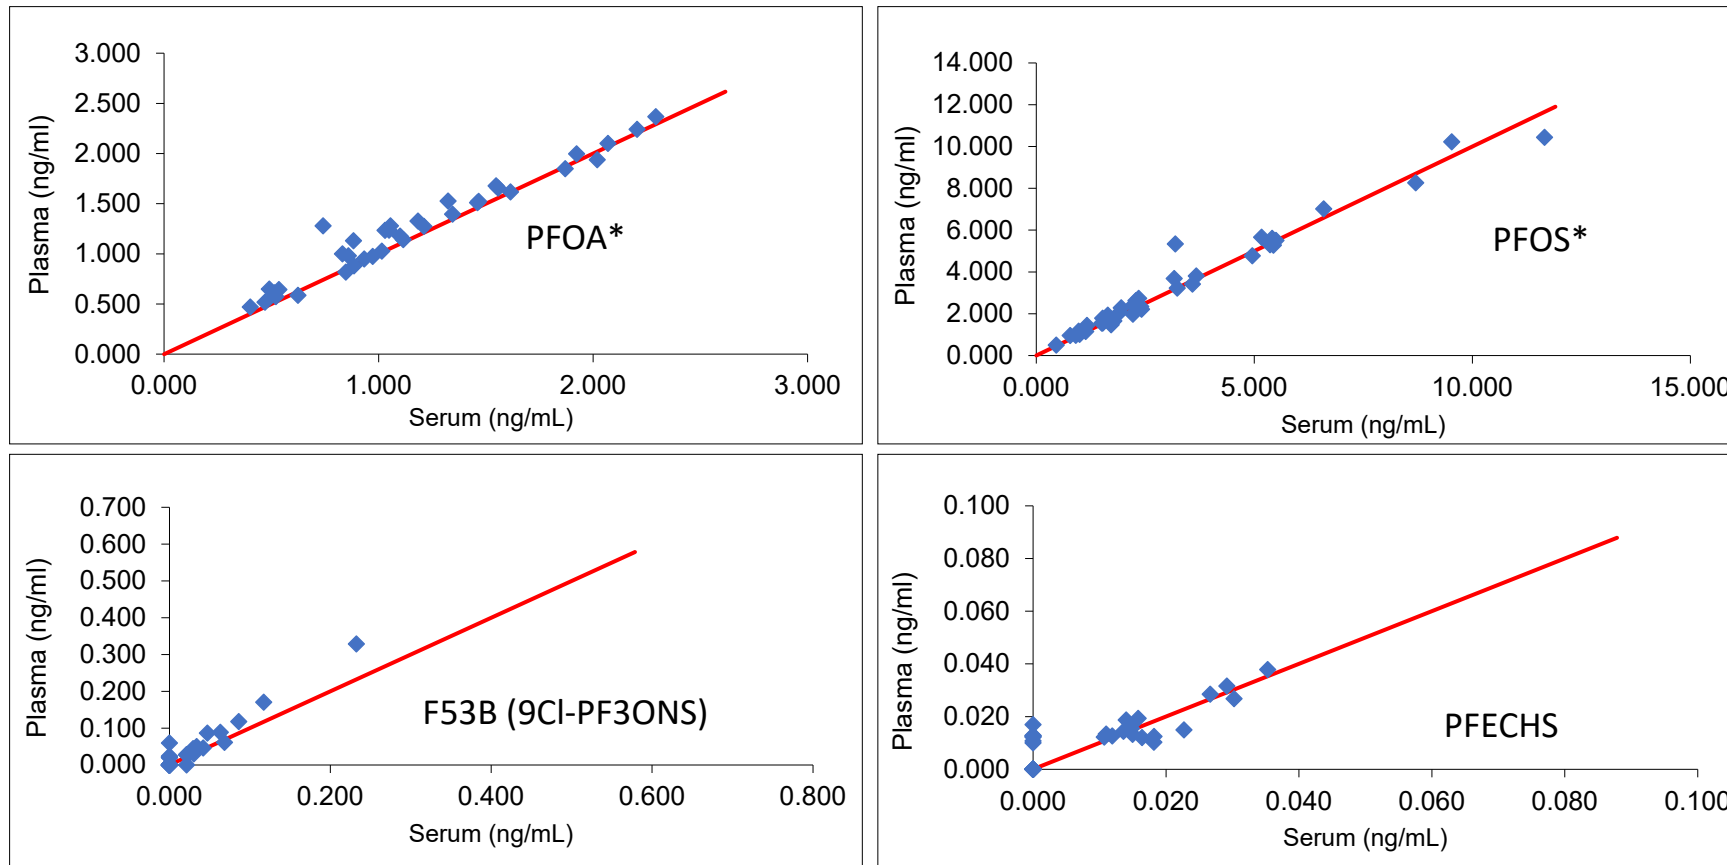 3.000
2.500
2.000
1.500
1.000
0.500
0.000
0.000 1.000 2.000 3.000
Plasma (ng/ml)
Serum (ng/mL)
PFOA*
14.000
12.000
10.000
8.000
6.000
4.000
2.000
0.000
0.000 5.000 10.000 15.000
Plasma (ng/ml)
Serum (ng/mL)
PFOS*
0.700
0.600
0.500
0.400
0.300
0.200
0.100
0.000
0.000 0.200 0.400 0.600 0.800
Plasma (ng/ml)
Serum (ng/mL)
F53B (9Cl-PF3ONS)
0.100
0.080
0.060
0.040
0.020
0.000
0.000 0.020 0.040 0.060 0.080 0.100
Plasma (ng/ml)
Serum (ng/mL)
PFECHS